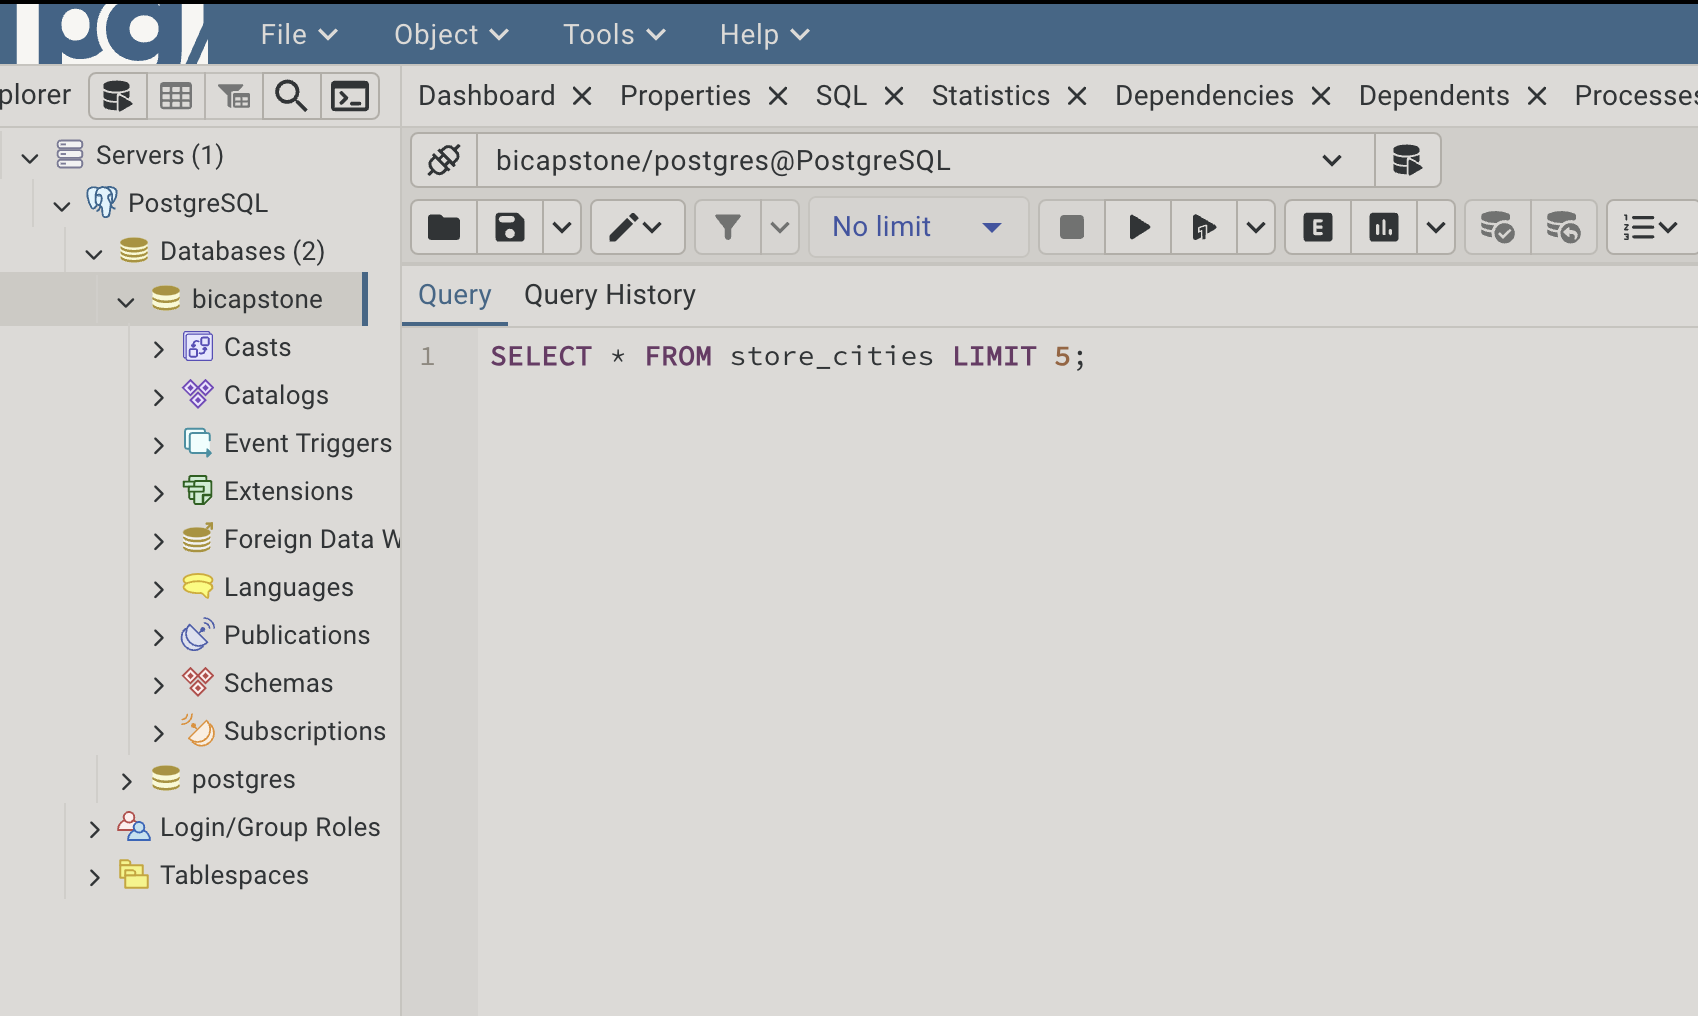 File Object Tools Help
plorer
Dashboard Properties SQL Statistics Dependencies Dependents Processes
Servers (1)
PostgreSQL
Databases (2)
bicapstone
Casts
Catalogs
Event Triggers
Extensions
Foreign Data W
Languages
Publications
Schemas
Subscriptions
postgres
Login/Group Roles
Tablespaces
bicapstone/postgres@PostgreSQL
No limit
E
Query Query History
1 SELECT * FROM store_cities LIMIT 5;